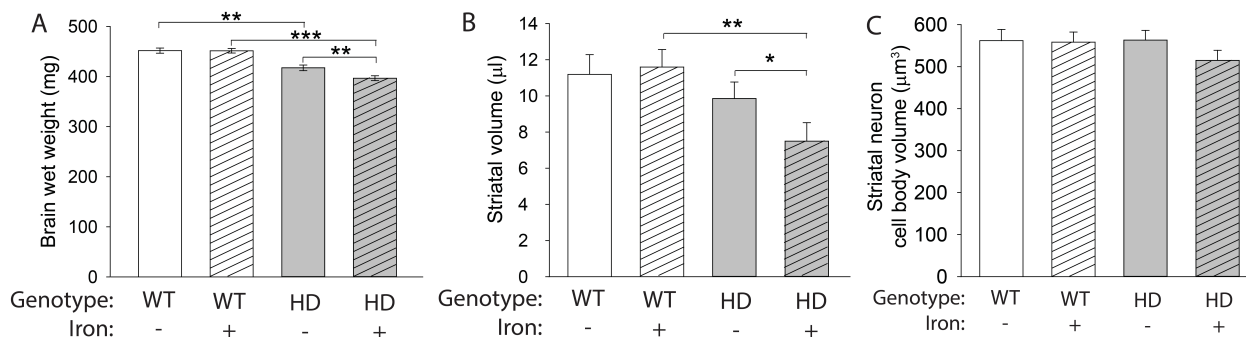 A
Brain wet weight (mg)
500
400
300
200
100
0
**
***
**
Genotype: WT WT HD HD
Iron: - + - +
B
Striatal volume (μl)
14
12
10
8
6
4
2
0
**
*
Genotype: WT WT HD HD
Iron: - + - +
C
Striatal neuron
cell body volume (μm³)
600
500
400
300
200
100
0
Genotype: WT WT HD HD
Iron: - + - +